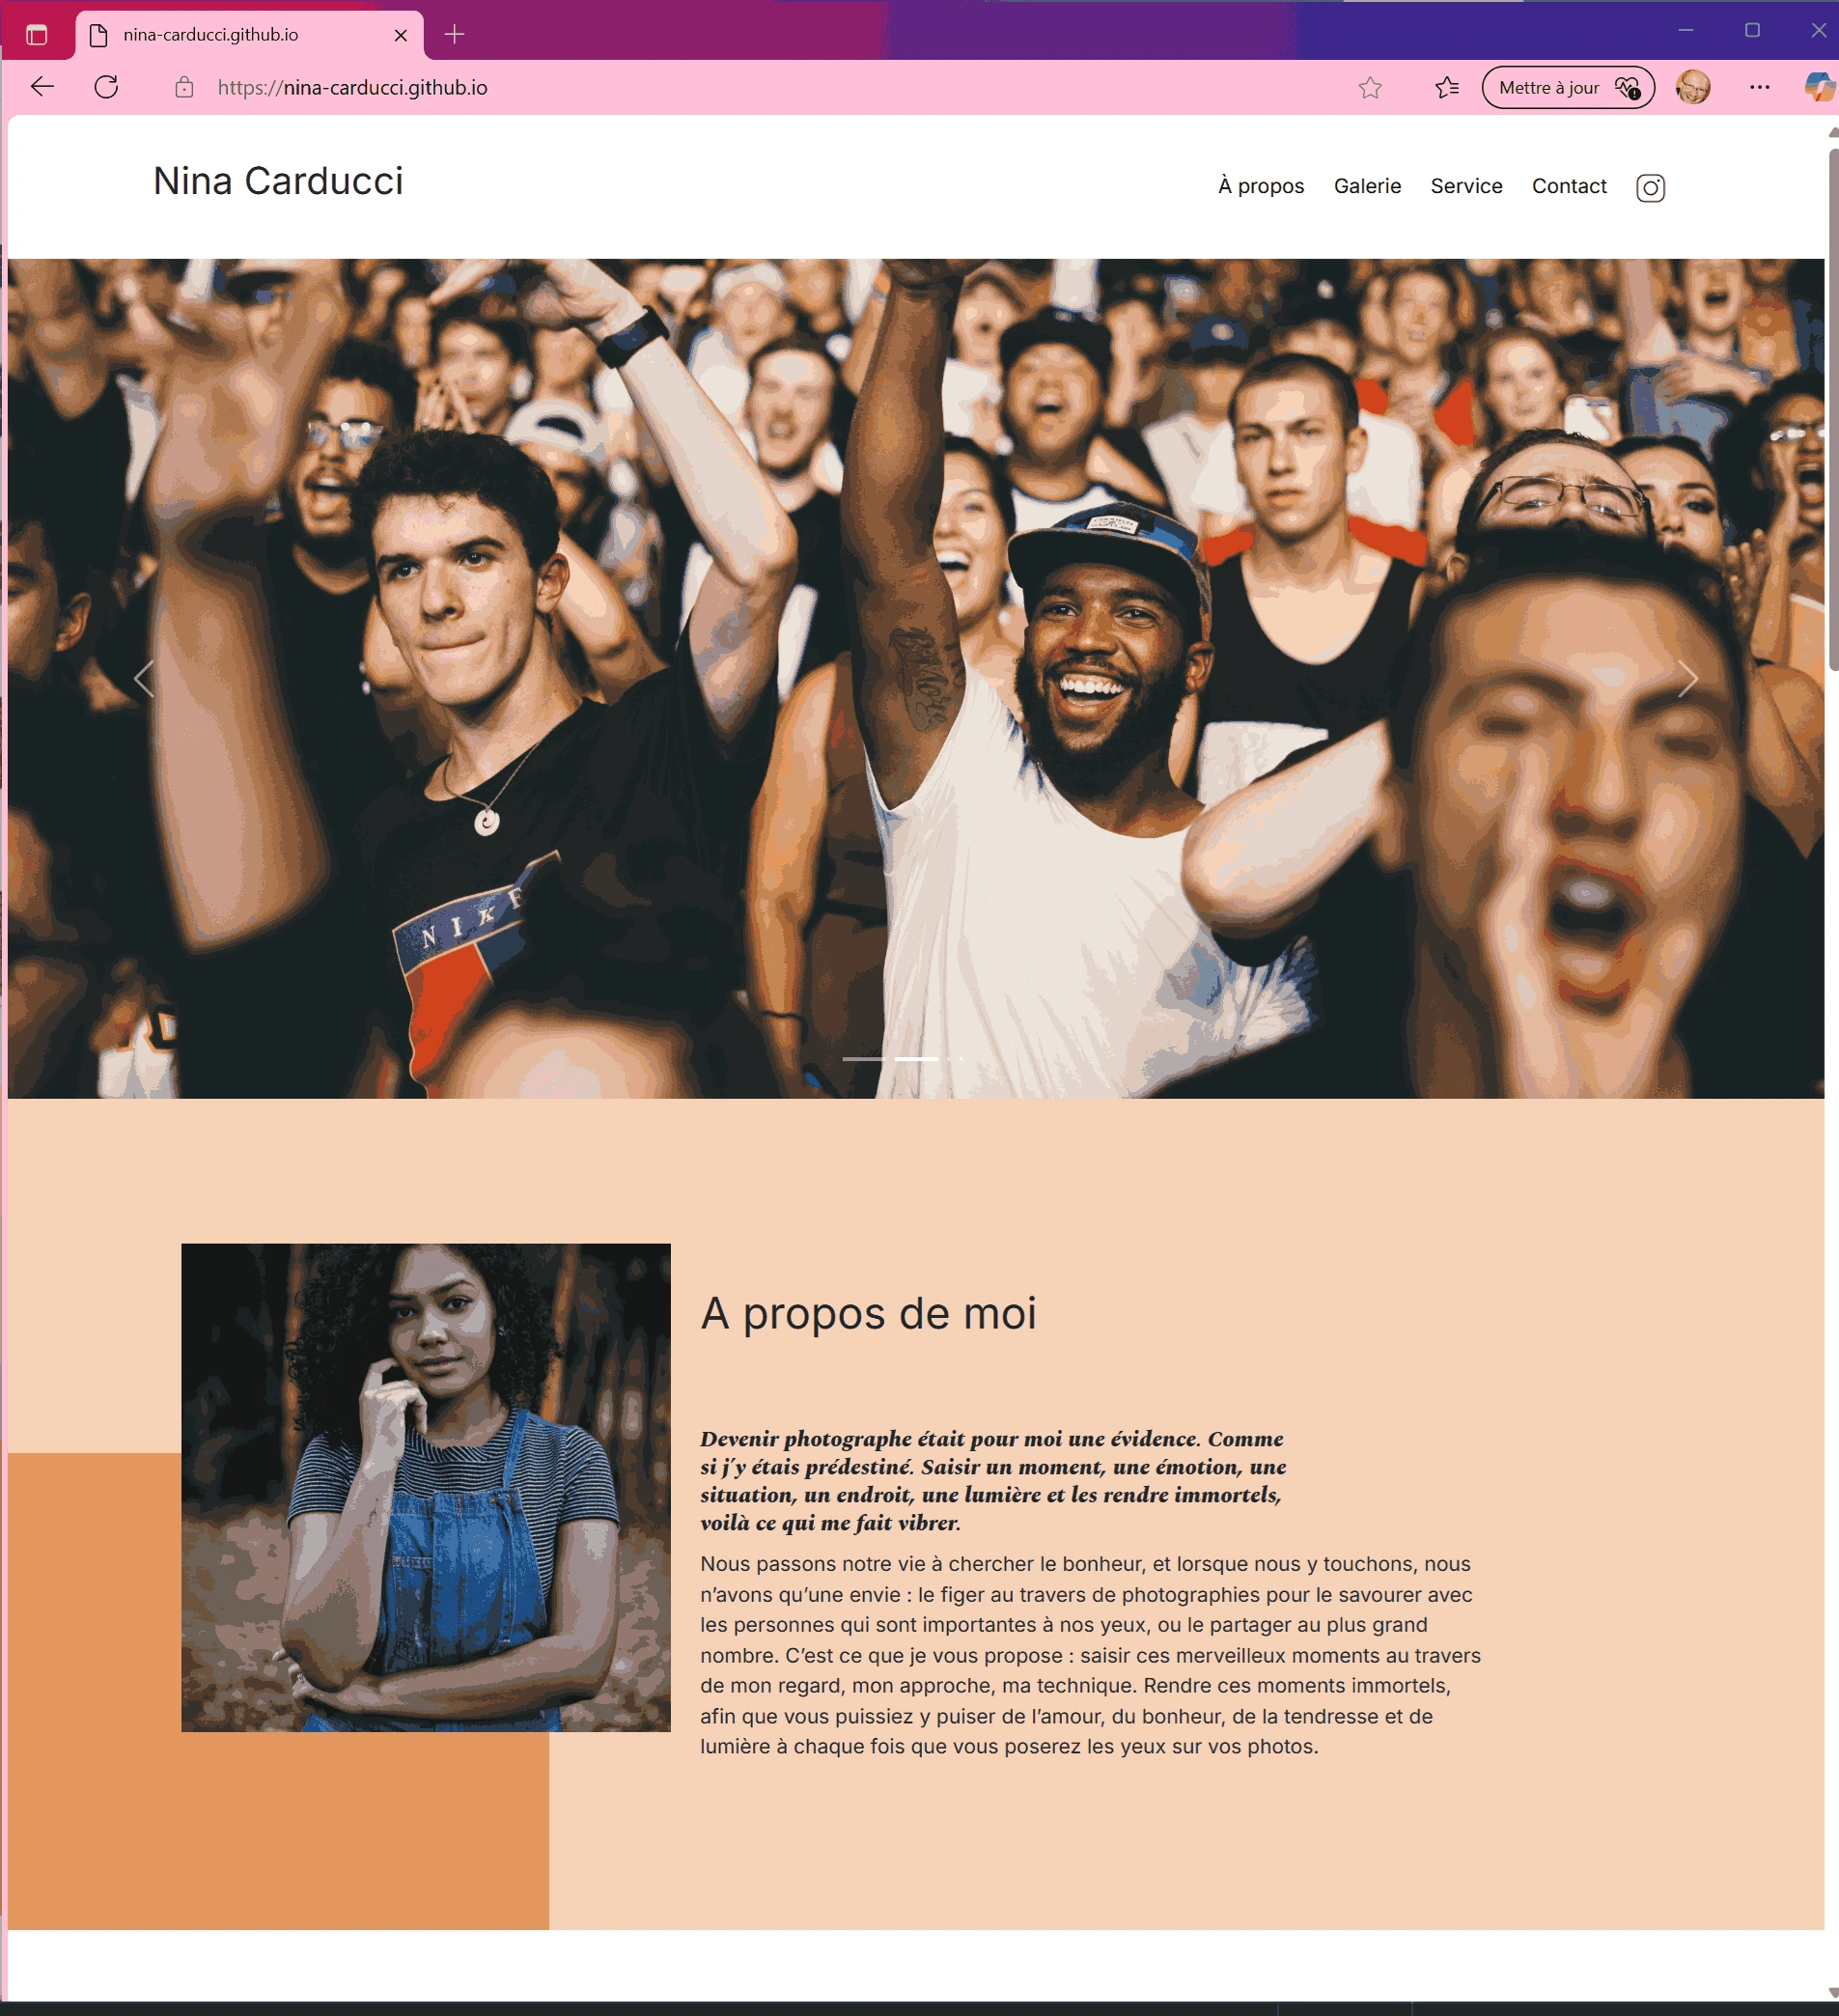 nina-carducci.github.io
https://nina-carducci.github.io
Mettre à jour
Nina Carducci
À propos Galerie Service Contact
NIKE
A propos de moi
Devenir photographe était pour moi une évidence. Comme
si j'y étais prédestiné. Saisir un moment, une émotion, une
situation, un endroit, une lumière et les rendre immortels,
voilà ce qui me fait vibrer.
Nous passons notre vie à chercher le bonheur, et lorsque nous y touchons, nous
n’avons qu’une envie : le figer au travers de photographies pour le savourer avec
les personnes qui sont importantes à nos yeux, ou le partager au plus grand
nombre. C’est ce que je vous propose : saisir ces merveilleux moments au travers
de mon regard, mon approche, ma technique. Rendre ces moments immortels,
afin que vous puissiez y puiser de l’amour, du bonheur, de la tendresse et de
lumière à chaque fois que vous poserez les yeux sur vos photos.